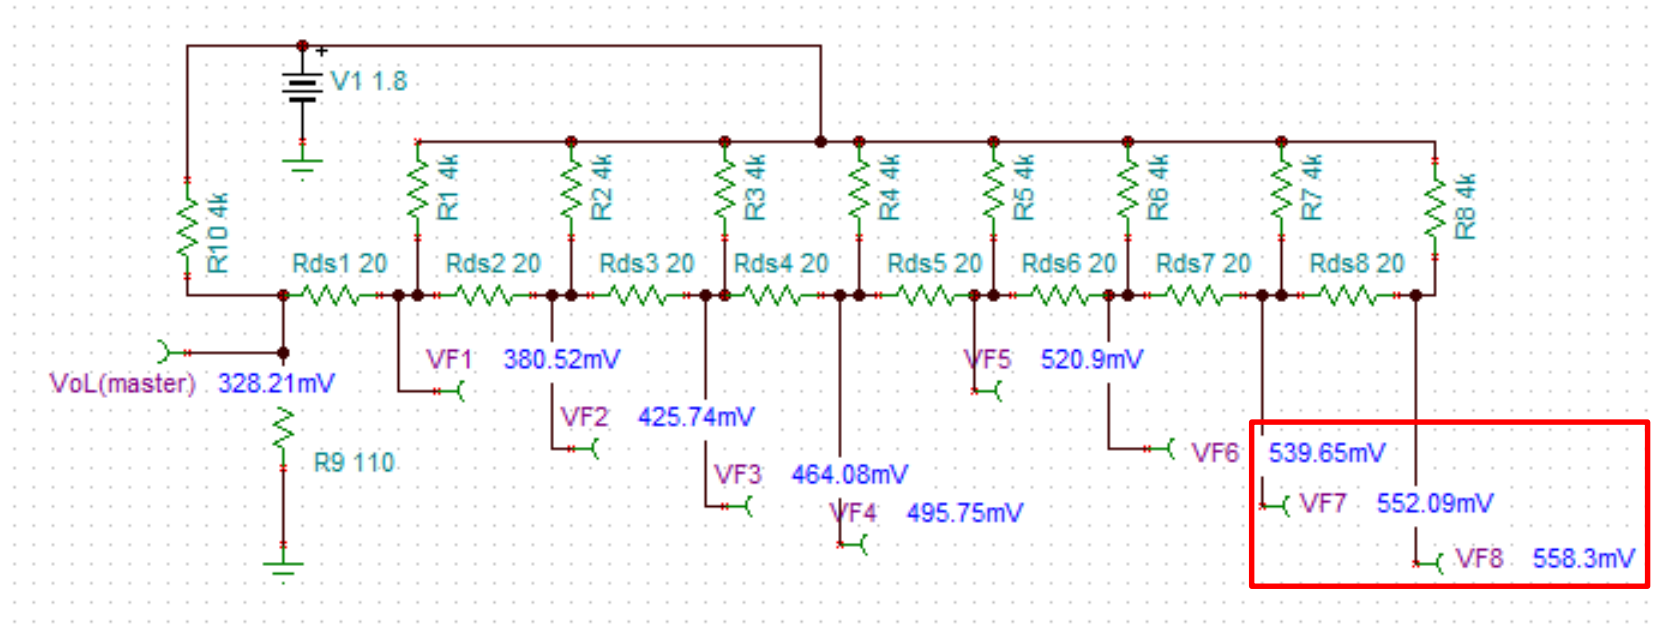 +
V1 1.8
R10 4k
R1 4k
R2 4k
R3 4k
R4 4k
R5 4k
R6 4k
R7 4k
R8 4k
Rds1 20
Rds2 20
Rds3 20
Rds4 20
Rds5 20
Rds6 20
Rds7 20
Rds8 20
VoL(master) 328.21mV
VF1 380.52mV
VF2 425.74mV
VF3 464.08mV
VF4 495.75mV
VF5 520.9mV
VF6 539.65mV
VF7 552.09mV
VF8 558.3mV
R9 110